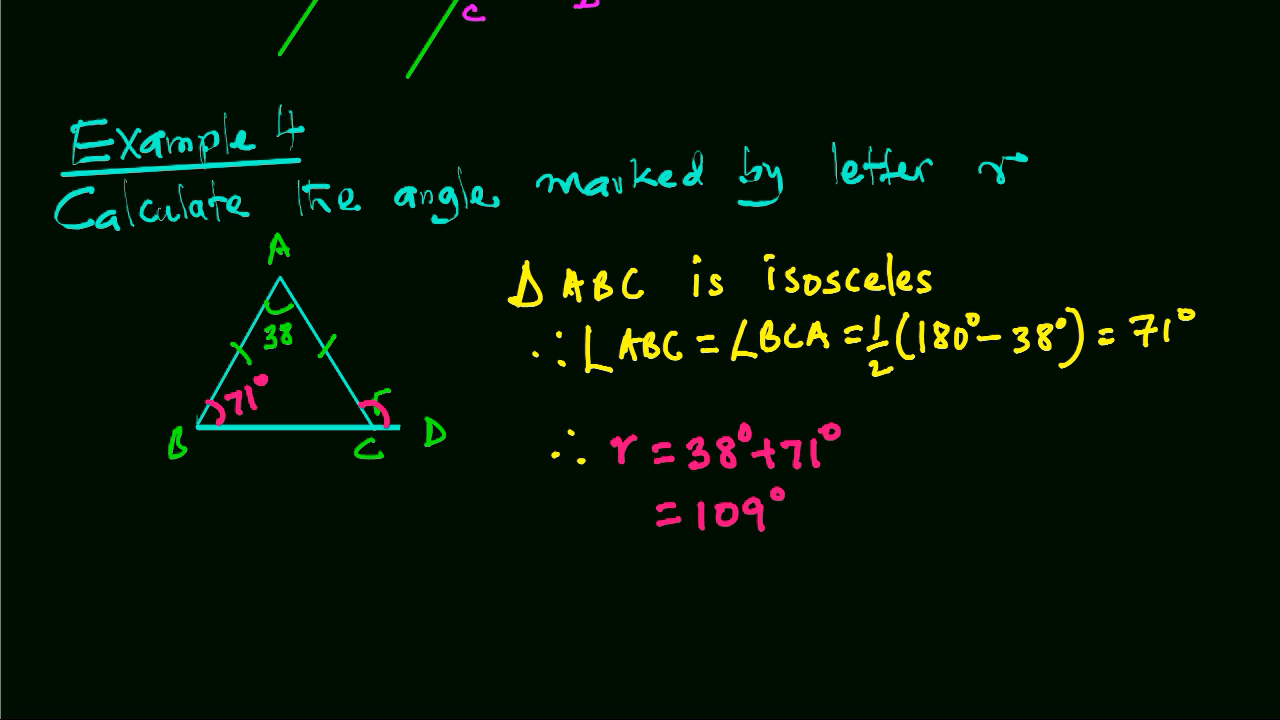 C
Example 4
Calculate the angle marked by letter r
A
38
71°
r
B
C
D
Δ ABC is isosceles
∴ ∠ABC = ∠BCA = 1/2 (180° - 38°) = 71°
∴ r = 38° + 71°
= 109°